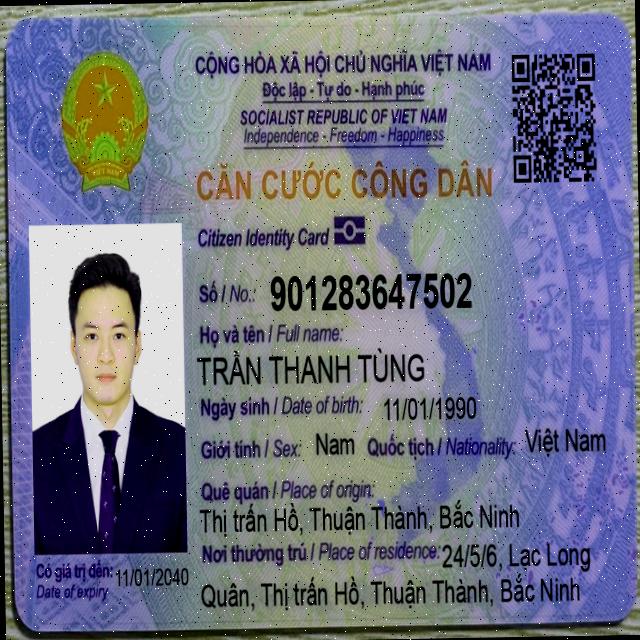 CỘNG HÒA XÃ HỘI CHỦ NGHĨA VIỆT NAM
Độc lập - Tự do - Hạnh phúc
SOCIALIST REPUBLIC OF VIET NAM
Independence - Freedom - Happiness
CĂN CƯỚC CÔNG DÂN
Citizen Identity Card
Số / No.: 901283647502
Họ và tên / Full name:
TRẦN THANH TÙNG
Ngày sinh / Date of birth: 11/01/1990
Giới tính / Sex: Nam Quốc tịch / Nationality: Việt Nam
Quê quán / Place of origin:
Thị trấn Hồ, Thuận Thành, Bắc Ninh
Nơi thường trú / Place of residence: 24/5/6, Lạc Long
Quân, Thị trấn Hồ, Thuận Thành, Bắc Ninh
Có giá trị đến: 11/01/2040
Date of expiry